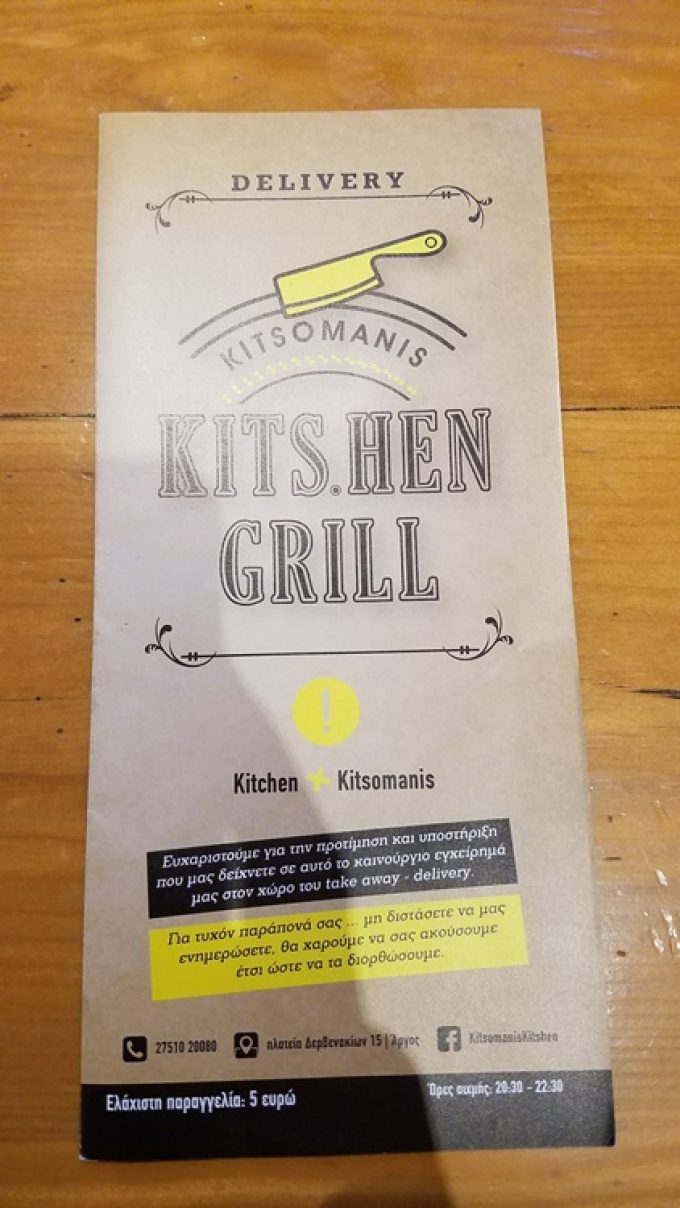 DELIVERY
KITSOMANIS
KITS.HEN
GRILL
!
Kitchen + Kitsomanis
Ευχαριστούμε για την προτίμηση και υποστήριξη
που μας δείχνετε σε αυτό το καινούργιο εγχείρημά
μας στον χώρο του take away - delivery.
Για τυχόν παράπονά σας ... μη διστάσετε να μας
ενημερώσετε, θα χαρούμε να σας ακούσουμε
έτσι ώστε να τα διορθώσουμε.
27510 20080 πλατεία Δερβενακίων 15 | Άργος KitsomanisKitshen
Ελάχιστη παραγγελία: 5 ευρώ Ώρες αιχμής: 20:30 - 22:30